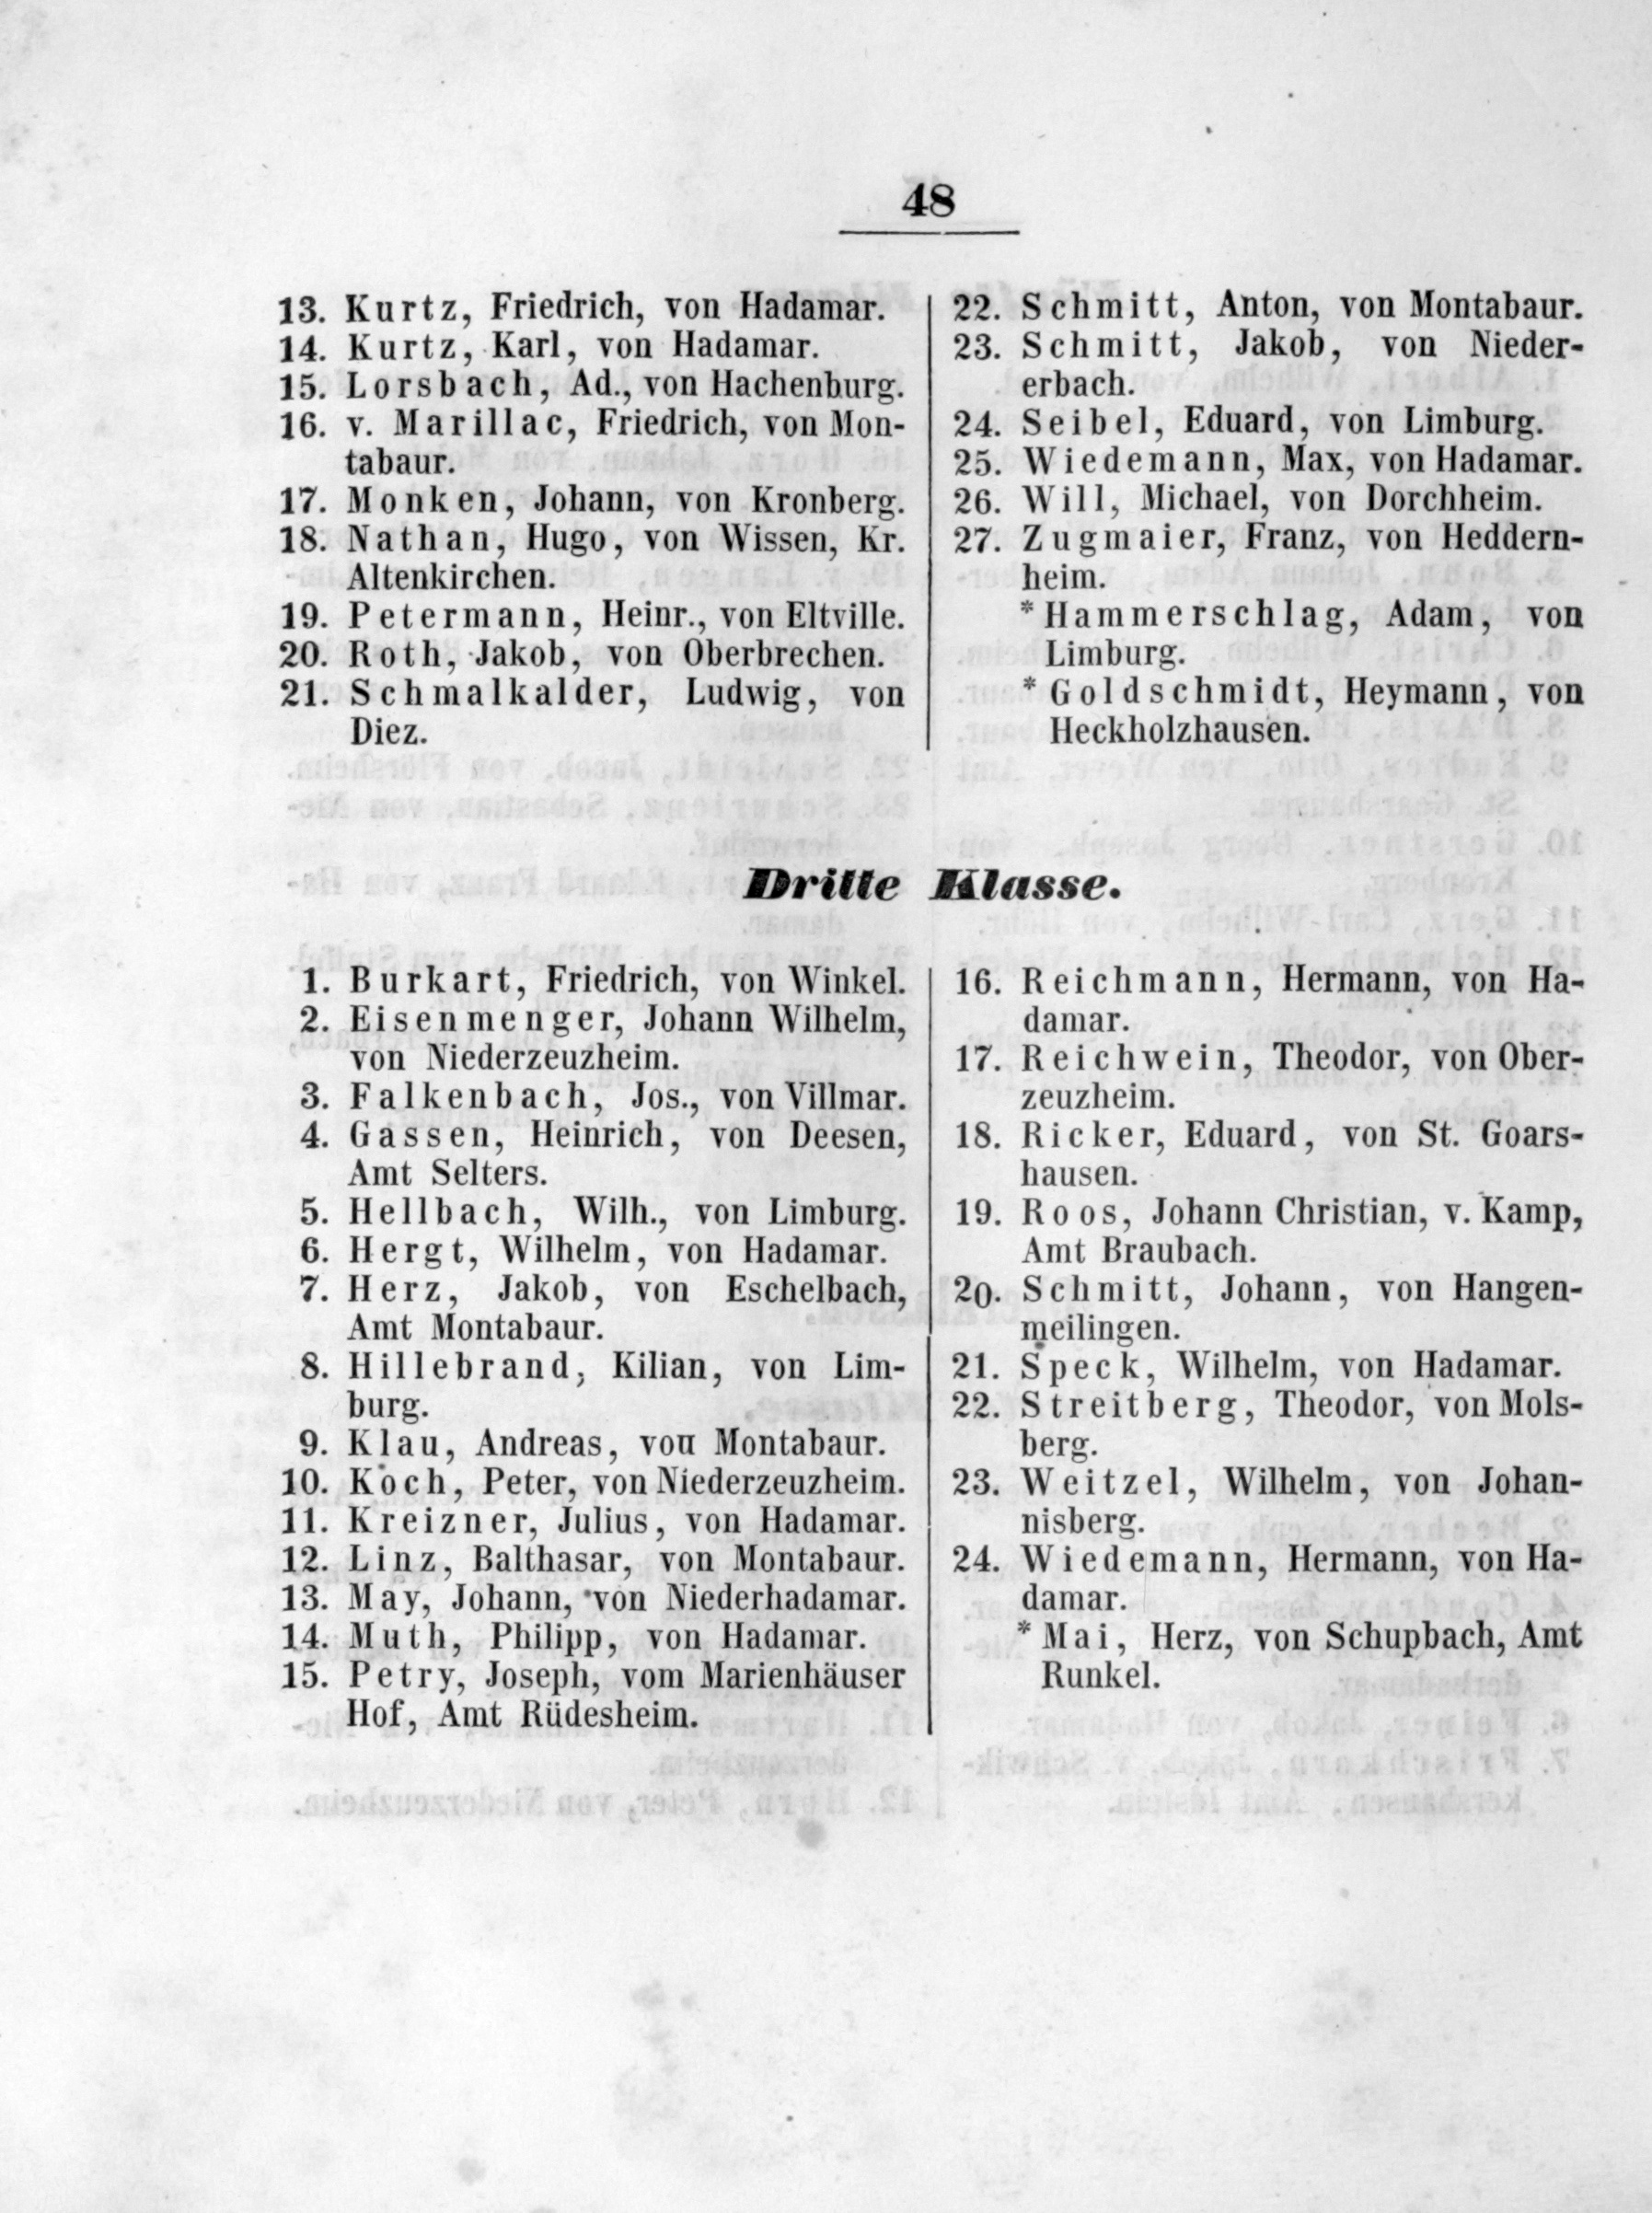 48
13. Kurtz, Friedrich, von Hadamar.
14. Kurtz, Karl, von Hadamar.
15. Lorsbach, Ad., von Hachenburg.
16. v. Marillac, Friedrich, von Mon-
tabaur.
17. Monken, Johann, von Kronberg.
18. Nathan, Hugo, von Wissen, Kr.
Altenkirchen.
19. Petermann, Heinr., von Eltville.
20. Roth, Jakob, von Oberbrechen.
21. Schmalkalder, Ludwig, von
Diez.
22. Schmitt, Anton, von Montabaur.
23. Schmitt, Jakob, von Nieder-
erbach.
24. Seibel, Eduard, von Limburg.
25. Wiedemann, Max, von Hadamar.
26. Will, Michael, von Dorchheim.
27. Zugmaier, Franz, von Heddern-
heim.
* Hammerschlag, Adam, von
Limburg.
* Goldschmidt, Heymann, von
Heckholzhausen.
Dritte Klasse.
1. Burkart, Friedrich, von Winkel.
2. Eisenmenger, Johann Wilhelm,
von Niederzeuzheim.
3. Falkenbach, Jos., von Villmar.
4. Gassen, Heinrich, von Deesen,
Amt Selters.
5. Hellbach, Wilh., von Limburg.
6. Hergt, Wilhelm, von Hadamar.
7. Herz, Jakob, von Eschelbach,
Amt Montabaur.
8. Hillebrand, Kilian, von Lim-
burg.
9. Klau, Andreas, von Montabaur.
10. Koch, Peter, von Niederzeuzheim.
11. Kreizner, Julius, von Hadamar.
12. Linz, Balthasar, von Montabaur.
13. May, Johann, von Niederhadamar.
14. Muth, Philipp, von Hadamar.
15. Petry, Joseph, vom Marienhäuser
Hof, Amt Rüdesheim.
16. Reichmann, Hermann, von Ha-
damar.
17. Reichwein, Theodor, von Ober-
zeuzheim.
18. Ricker, Eduard, von St. Goars-
hausen.
19. Roos, Johann Christian, v. Kamp,
Amt Braubach.
20. Schmitt, Johann, von Hangen-
meilingen.
21. Speck, Wilhelm, von Hadamar.
22. Streitberg, Theodor, von Mols-
berg.
23. Weitzel, Wilhelm, von Johan-
nisberg.
24. Wiedemann, Hermann, von Ha-
damar.
* Mai, Herz, von Schupbach, Amt
Runkel.